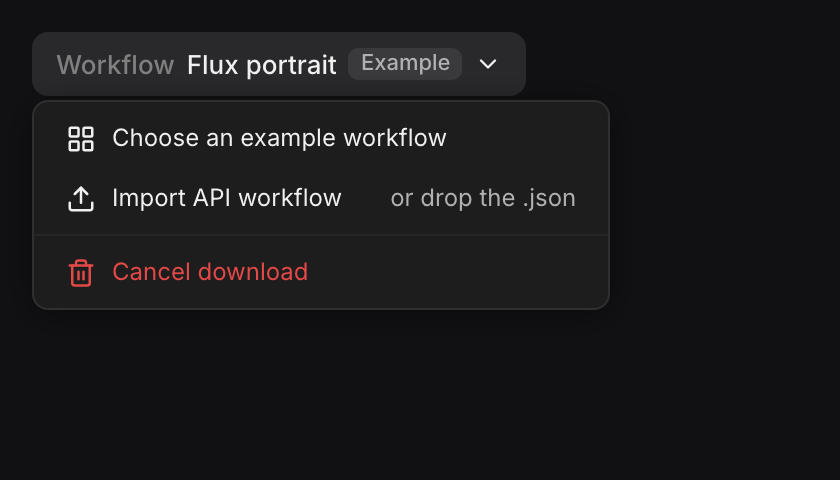 Workflow Flux portrait Example
Choose an example workflow
Import API workflow or drop the .json
Cancel download